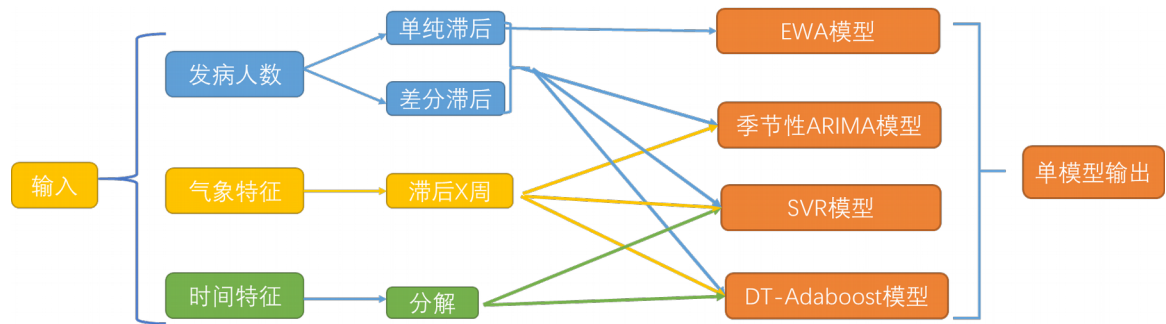 输入
发病人数
气象特征
时间特征
单纯滞后
差分滞后
滞后X周
分解
EWA模型
季节性ARIMA模型
SVR模型
DT-Adaboost模型
单模型输出